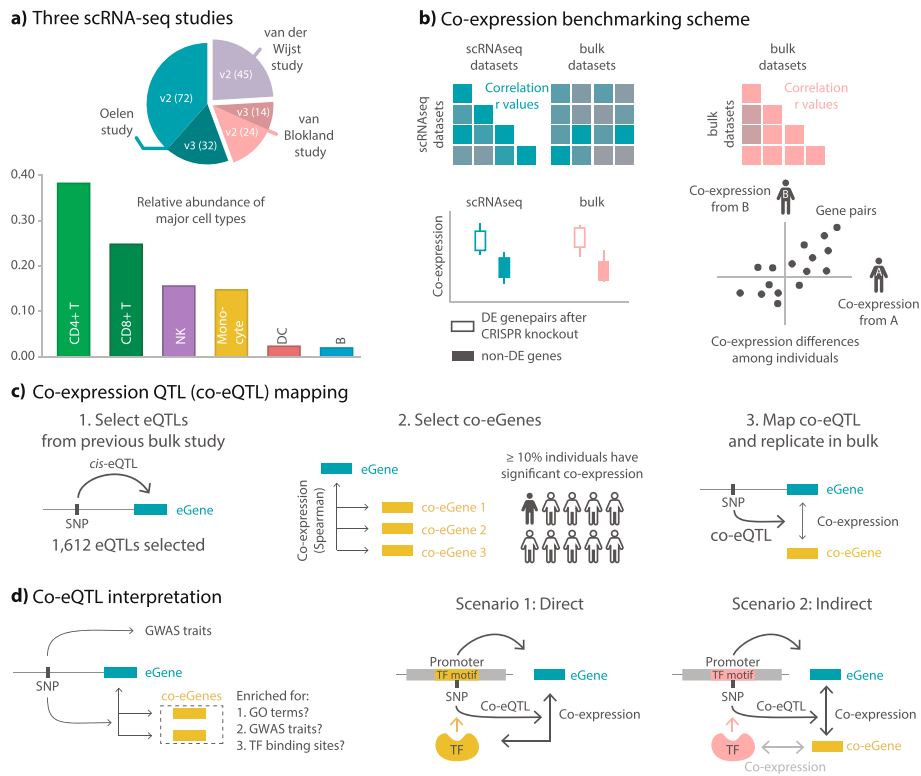 a) Three scRNA-seq studies
van der
Wijst
study
v2 (45)
v2 (72)
v3 (14)
v2 (24)
v3 (32)
Oelen
study
van
Blokland
study
Relative abundance of
major cell types
0.40
0.30
0.20
0.10
0.00
CD4+ T
CD8+ T
NK
Mono-
cyte
DC
B
b) Co-expression benchmarking scheme
scRNAseq
datasets
bulk
datasets
scRNAseq
datasets
Correlation
r values
bulk
datasets
bulk
datasets
Correlation
r values
scRNAseq
bulk
Co-expression
DE genepairs after
CRISPR knockout
non-DE genes
Co-expression
from B
B
Gene pairs
A
Co-expression
from A
Co-expression differences
among individuals
c) Co-expression QTL (co-eQTL) mapping
1. Select eQTLs
from previous bulk study
cis-eQTL
SNP
eGene
1,612 eQTLs selected
2. Select co-eGenes
eGene
Co-expression
(Spearman)
co-eGene 1
co-eGene 2
co-eGene 3
≥ 10% individuals have
significant co-expression
3. Map co-eQTL
and replicate in bulk
eGene
SNP
co-eQTL
Co-expression
co-eGene
d) Co-eQTL interpretation
GWAS traits
eGene
SNP
co-eGenes
Enriched for:
1. GO terms?
2. GWAS traits?
3. TF binding sites?
Scenario 1: Direct
Promoter
TF motif
eGene
SNP
Co-eQTL
Co-expression
TF
Scenario 2: Indirect
Promoter
TF motif
eGene
SNP
Co-eQTL
Co-expression
TF
co-eGene
Co-expression